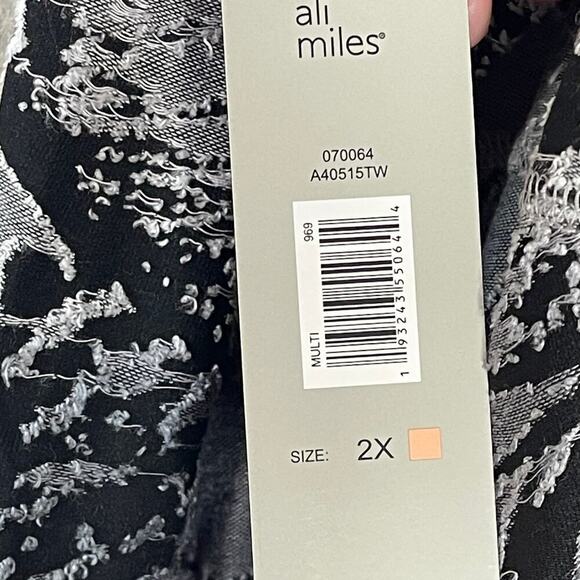 ali
miles®
070064
A40515TW
969
MULTI
1 93243 55064 4
SIZE: 2X